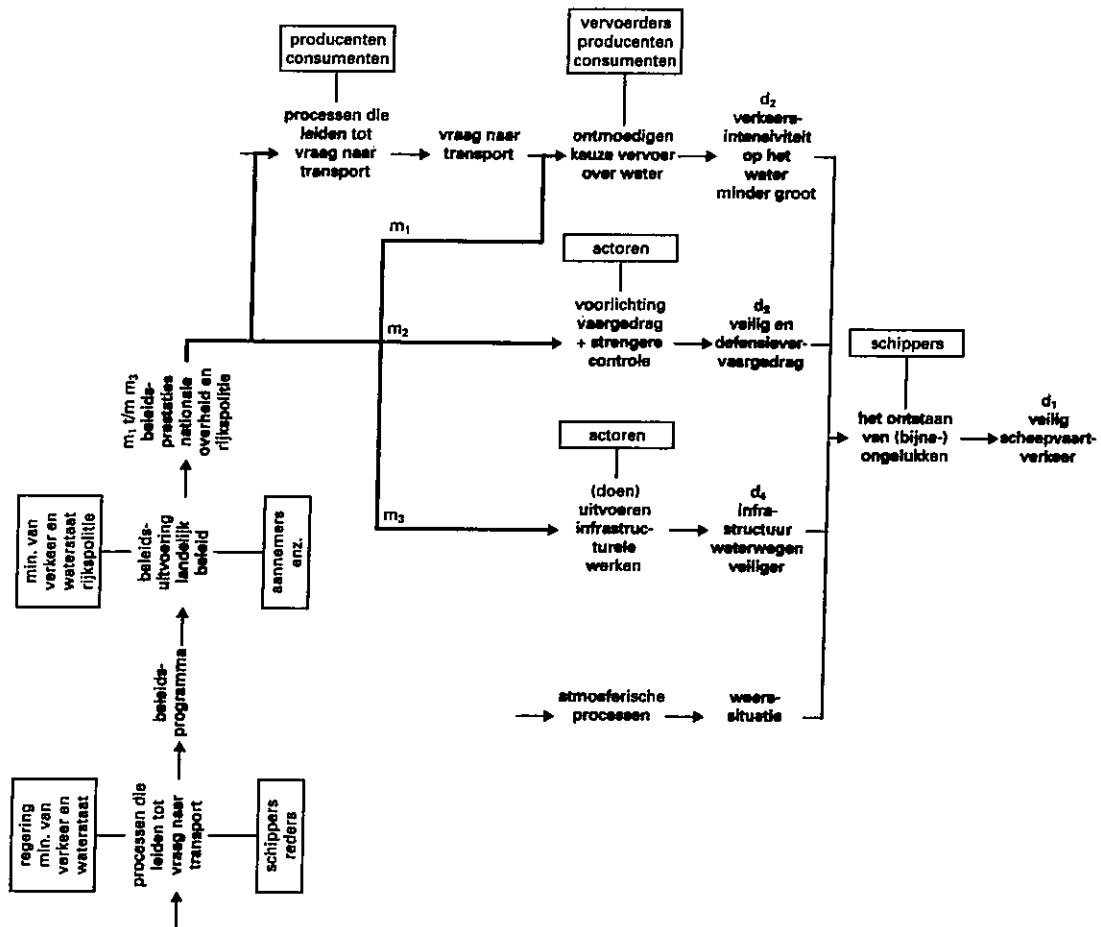 producenten
consumenten
vervoerders
producenten
consumenten
processen die
leiden tot
vraag naar
transport
vraag naar
transport
ontmoedigen
keuze vervoer
over water
d₂
verkeers-
intensiviteit
op het
water
minder groot
m₁
actoren
m₂
voorlichting
vaargedrag
+ strengere
controle
d₂
veilig en
defensiever-
vaargedrag
schippers
het ontstaan
van (bijna-)
ongelukken
d₁
veilig
scheepvaart-
verkeer
actoren
m₃
(doen)
uitvoeren
infrastruc-
turele
werken
d₄
infra-
structuur
waterwegen
veiliger
atmosferische
processen
weers-
situatie
m₁ t/m m₃
beleids-
prestaties
nationale
overheid en
rijkspolitie
min. van
verkeer en
waterstaat
rijkspolitie
beleids-
uitvoering
landelijk
beleid
aannemers
enz.
beleids-
programma
regering
min. van
verkeer en
waterstaat
processen die
leiden tot
vraag naar
transport
schippers
reders